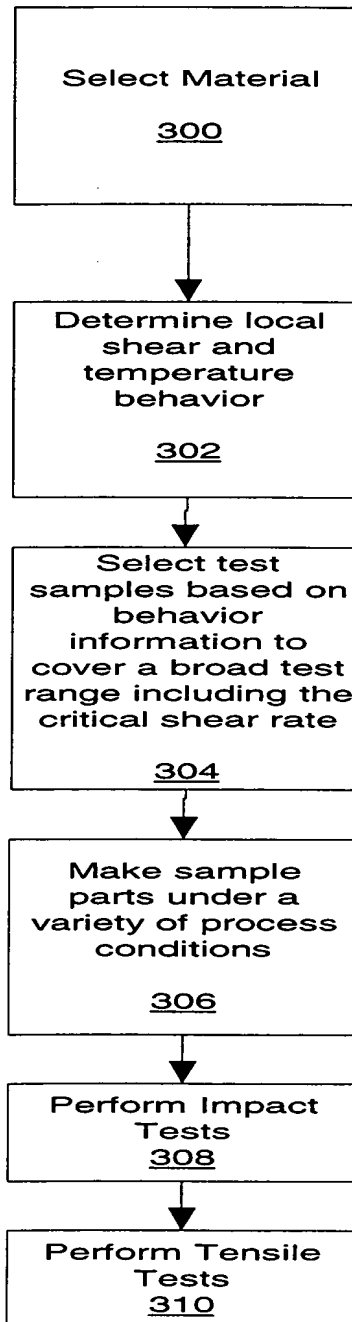 Select Material
300
Determine local
shear and
temperature
behavior
302
Select test
samples based on
behavior
information to
cover a broad test
range including the
critical shear rate
304
Make sample
parts under a
variety of process
conditions
306
Perform Impact
Tests
308
Perform Tensile
Tests
310